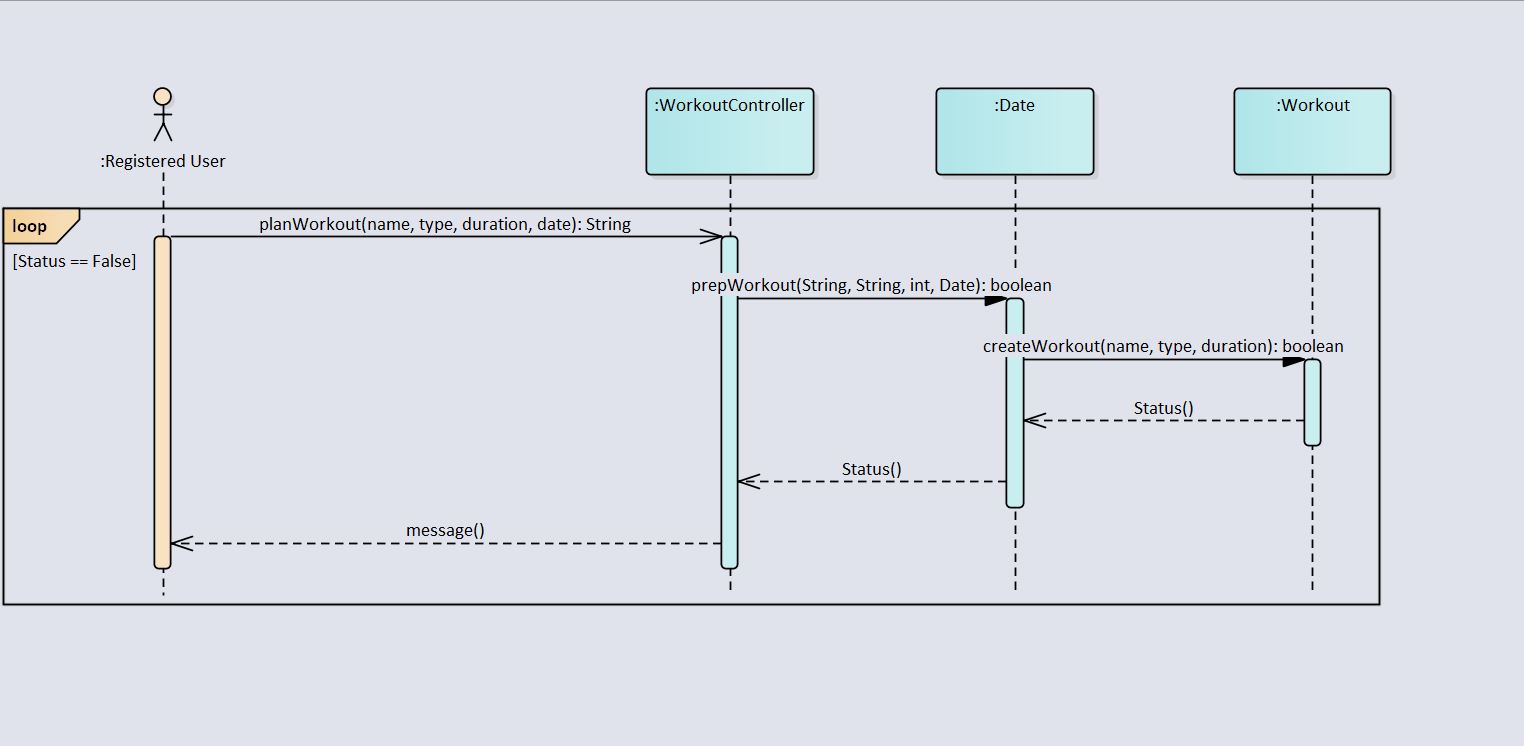 :Registered User
:WorkoutController
:Date
:Workout
loop
[Status == False]
planWorkout(name, type, duration, date): String
prepWorkout(String, String, int, Date): boolean
createWorkout(name, type, duration): boolean
Status()
Status()
message()